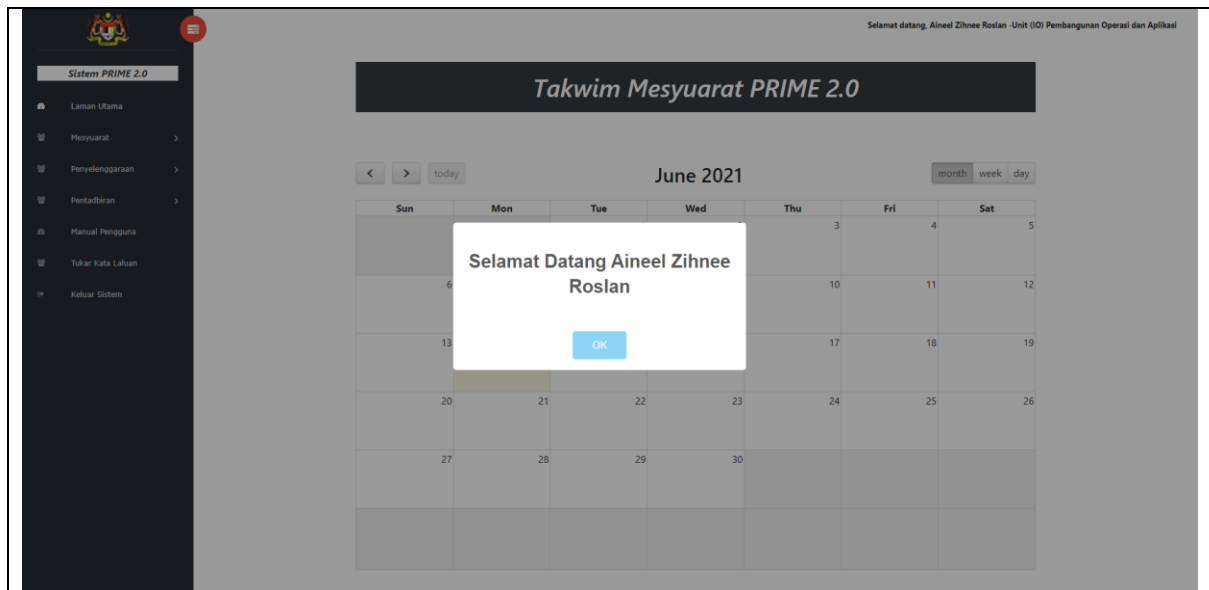 Selamat datang, Aineel Zihnee Roslan -Unit (IO) Pembangunan Operasi dan Aplikasi
Sistem PRIME 2.0
Laman Utama
Mesyuarat
Penyelenggaraan
Pentadbiran
Manual Pengguna
Tukar Kata Laluan
Keluar Sistem
Takwim Mesyuarat PRIME 2.0
today
June 2021
month week day
Sun Mon Tue Wed Thu Fri Sat
3 4 5
6 10 11 12
13 17 18 19
20 21 22 23 24 25 26
27 28 29 30
Selamat Datang Aineel Zihnee
Roslan
OK